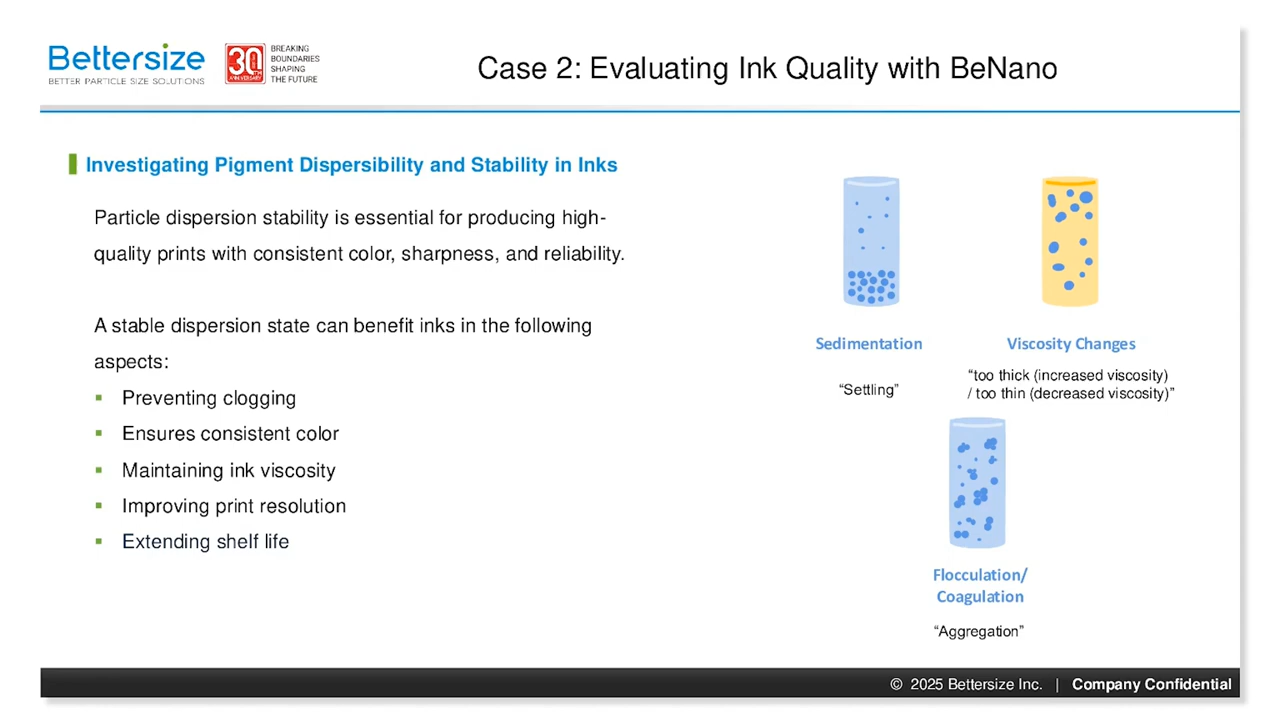 Bettersize
BETTER PARTICLE SIZE SOLUTIONS
30TH
ANNIVERSARY
BREAKING
BOUNDARIES
SHAPING
THE FUTURE
Case 2: Evaluating Ink Quality with BeNano
Investigating Pigment Dispersibility and Stability in Inks
Particle dispersion stability is essential for producing high-
quality prints with consistent color, sharpness, and reliability.
A stable dispersion state can benefit inks in the following
aspects:
▪ Preventing clogging
▪ Ensures consistent color
▪ Maintaining ink viscosity
▪ Improving print resolution
▪ Extending shelf life
Sedimentation
“Settling”
Viscosity Changes
“too thick (increased viscosity)
/ too thin (decreased viscosity)”
Flocculation/
Coagulation
“Aggregation”
© 2025 Bettersize Inc. | Company Confidential